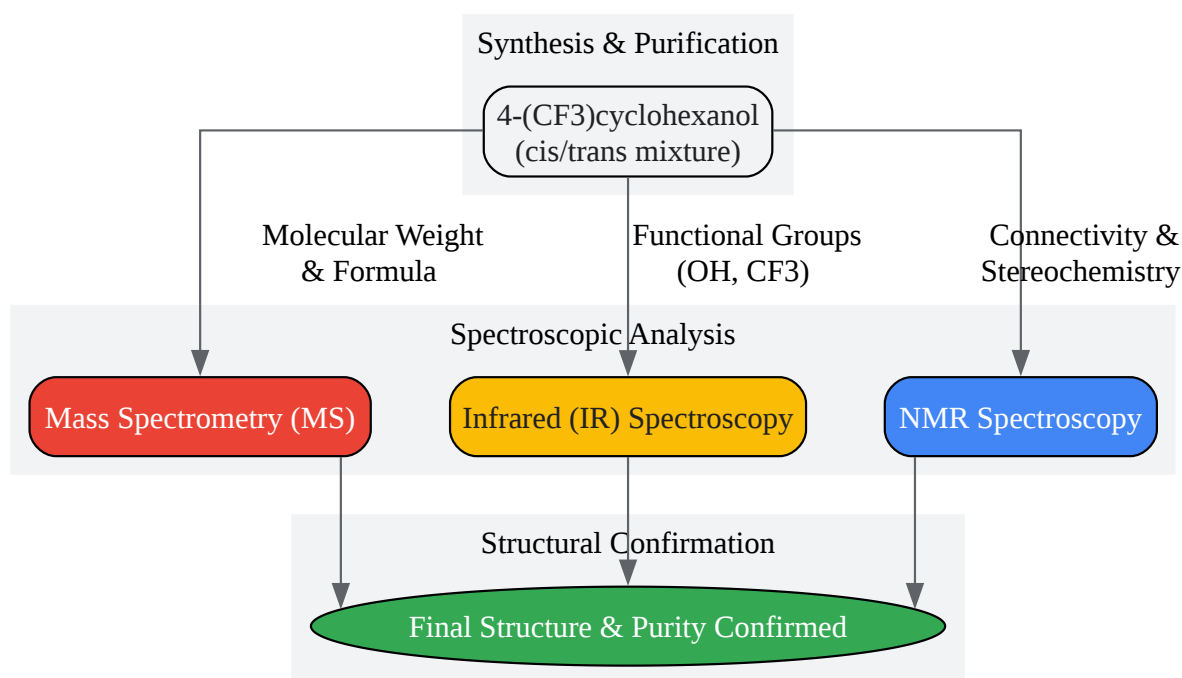 Synthesis & Purification
4-(CF3)cyclohexanol
(cis/trans mixture)
Molecular Weight
& Formula
Functional Groups
(OH, CF3)
Connectivity &
Stereochemistry
Spectroscopic Analysis
Mass Spectrometry (MS)
Infrared (IR) Spectroscopy
NMR Spectroscopy
Structural Confirmation
Final Structure & Purity Confirmed